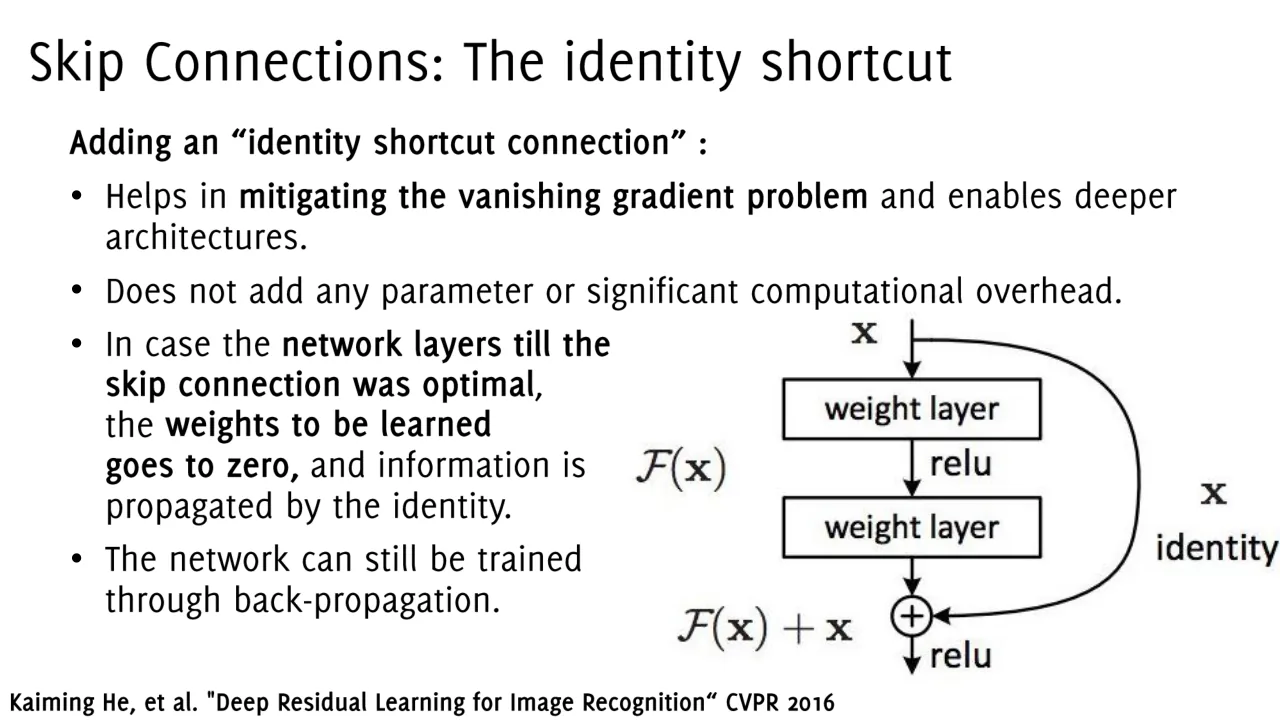 Skip Connections: The identity shortcut
Adding an “identity shortcut connection” :
• Helps in mitigating the vanishing gradient problem and enables deeper
architectures.
• Does not add any parameter or significant computational overhead.
• In case the network layers till the
skip connection was optimal,
the weights to be learned
goes to zero, and information is
propagated by the identity.
• The network can still be trained
through back-propagation.
x
weight layer
F(x)
relu
weight layer
x
identity
F(x) + x
+
relu
Kaiming He, et al. "Deep Residual Learning for Image Recognition“ CVPR 2016